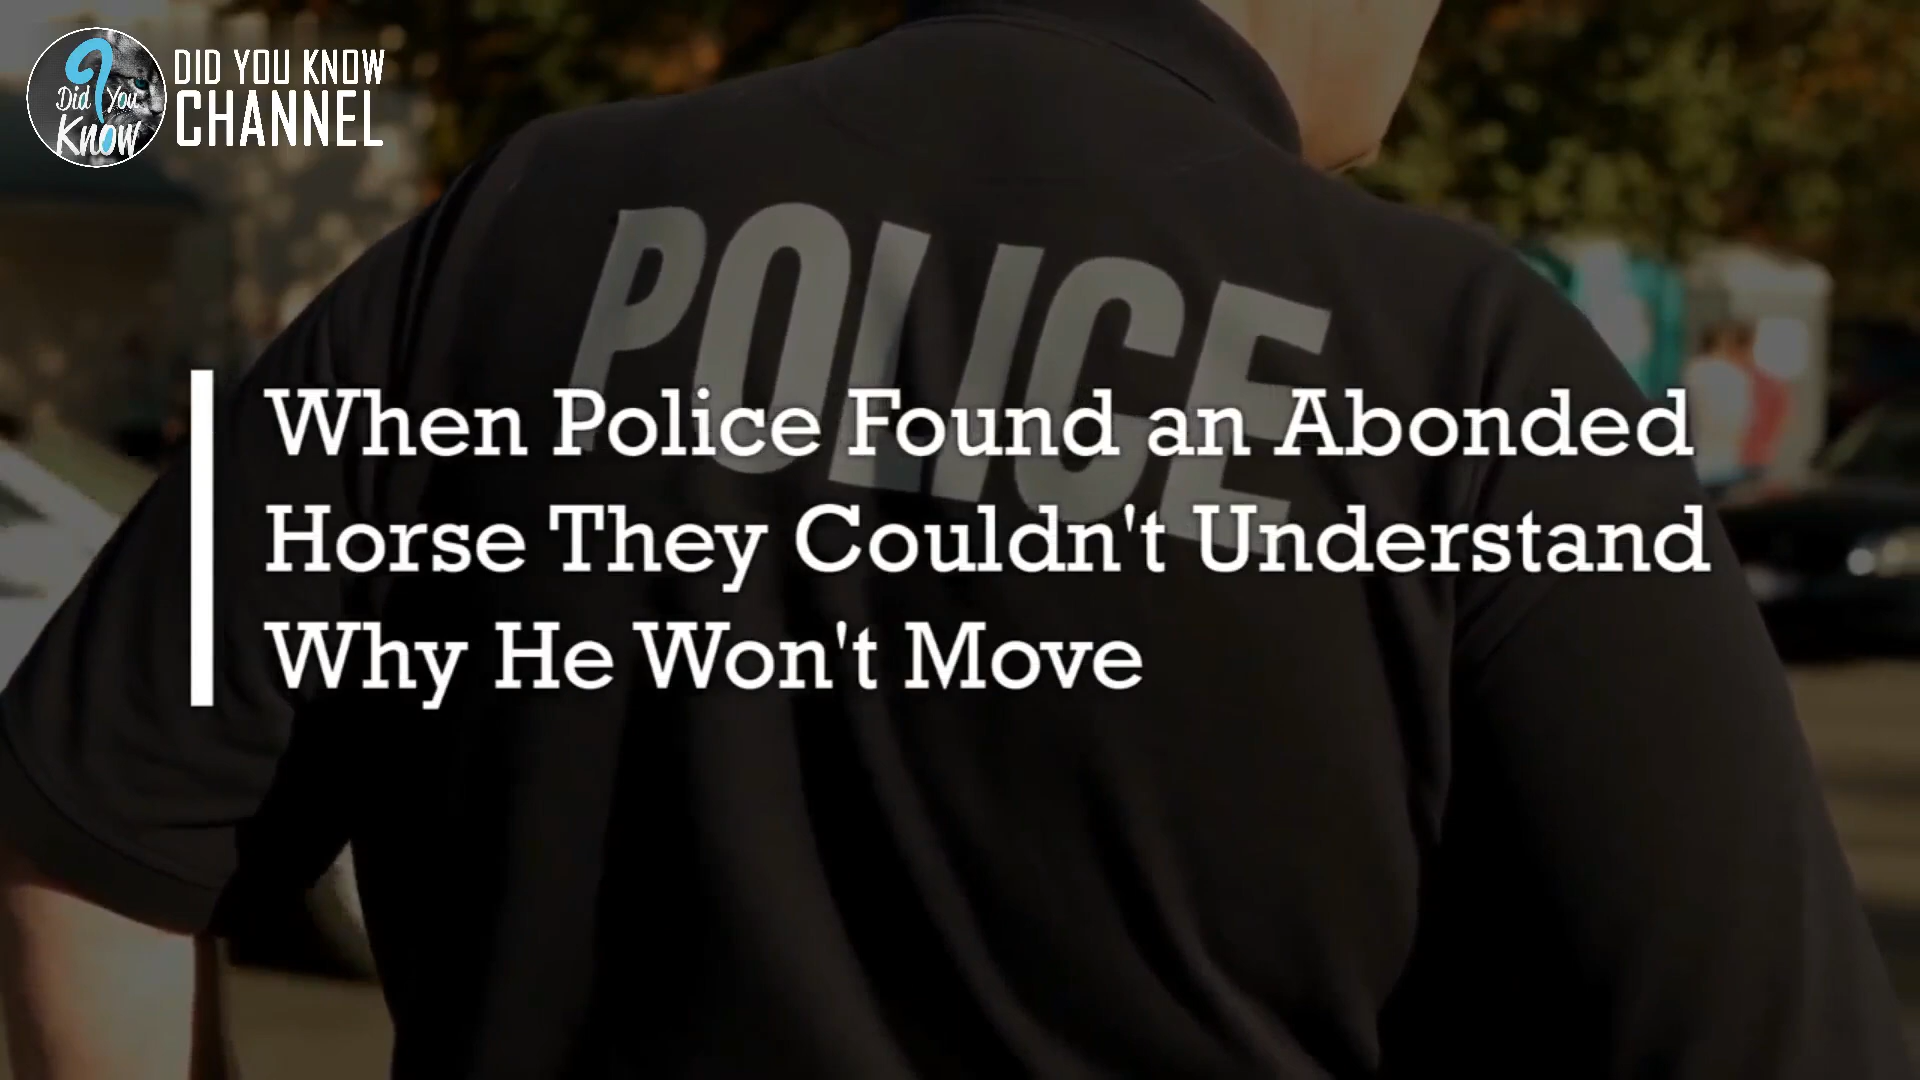 Did You Know
DID YOU KNOW
CHANNEL
POLICE
When Police Found an Abonded
Horse They Couldn't Understand
Why He Won't Move